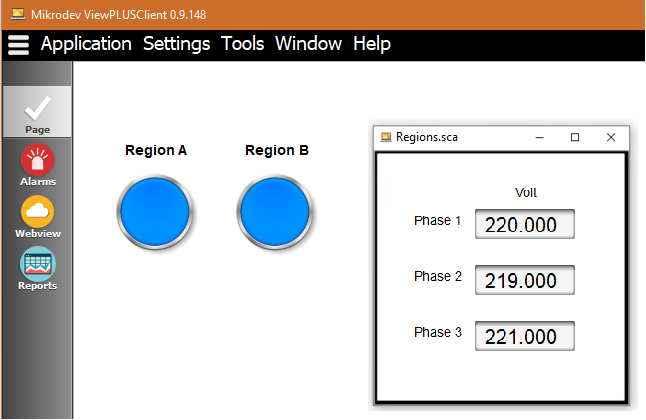 Mikrodev ViewPLUSClient 0.9.148
Application Settings Tools Window Help
Page
Alarms
Webview
Reports
Region A
Region B
Regions.sca
Volt
Phase 1 220.000
Phase 2 219.000
Phase 3 221.000